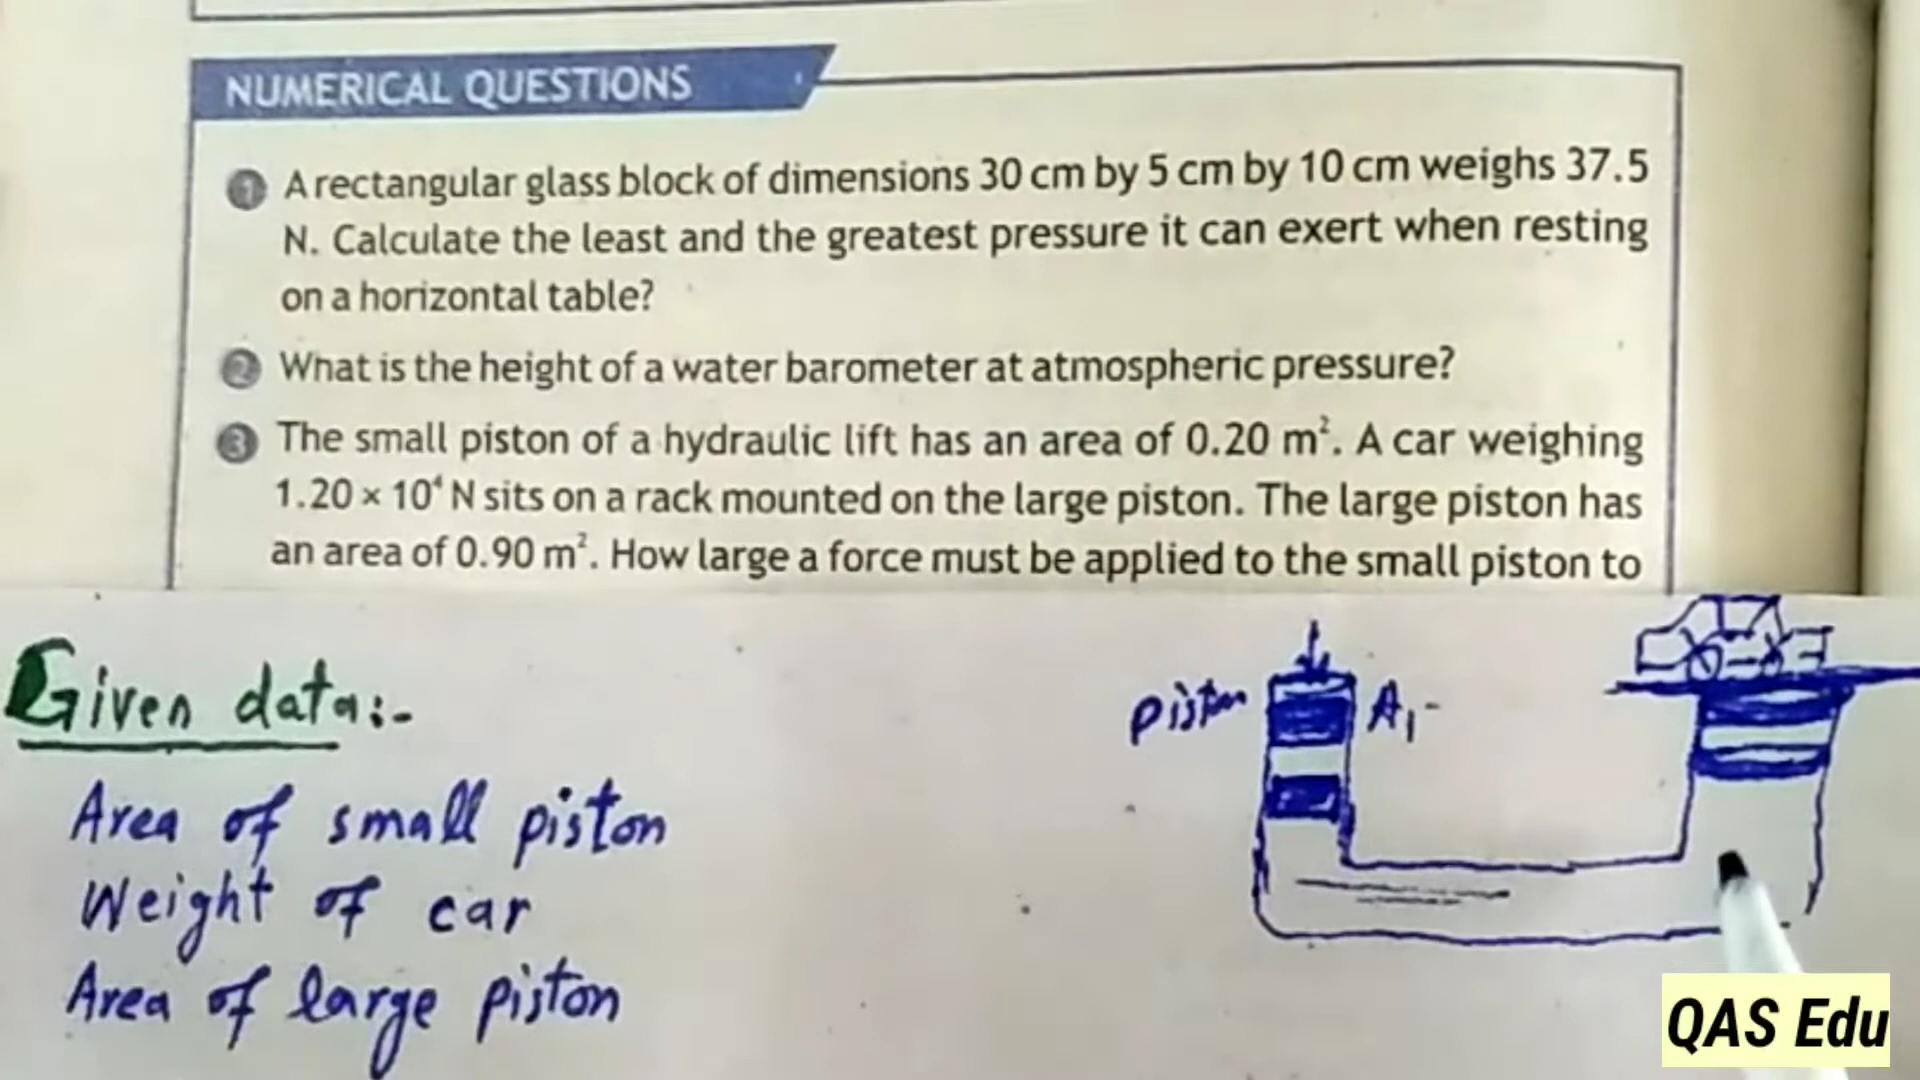 NUMERICAL QUESTIONS
1 A rectangular glass block of dimensions 30 cm by 5 cm by 10 cm weighs 37.5
N. Calculate the least and the greatest pressure it can exert when resting
on a horizontal table?
2 What is the height of a water barometer at atmospheric pressure?
3 The small piston of a hydraulic lift has an area of 0.20 m². A car weighing
1.20 × 10⁴ N sits on a rack mounted on the large piston. The large piston has
an area of 0.90 m². How large a force must be applied to the small piston to
Given data:-
Area of small piston
Weight of car
Area of large piston
piston A₁-
QAS Edu